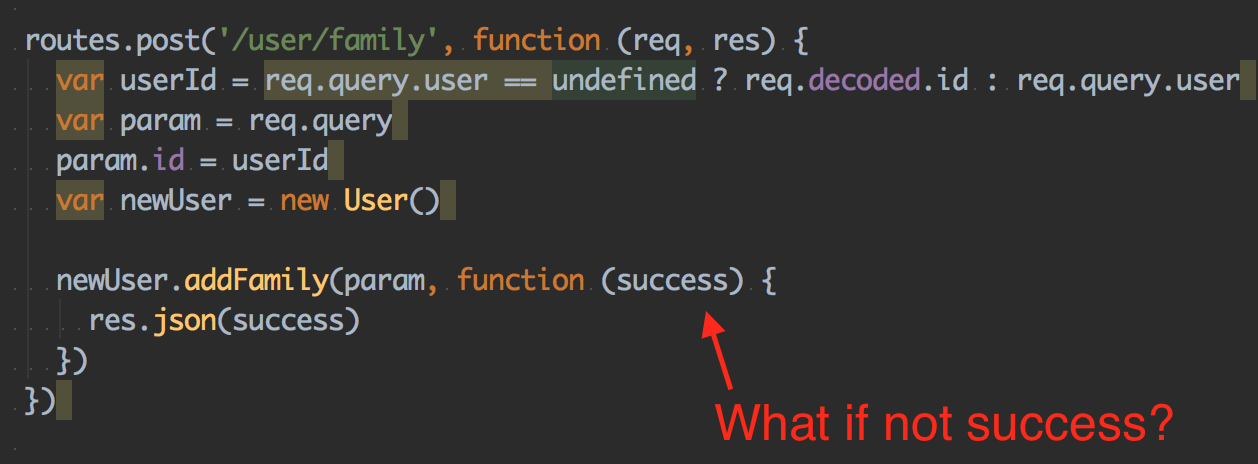 routes.post('/user/family', function (req, res) {
var userId = req.query.user == undefined ? req.decoded.id : req.query.user
var param = req.query
param.id = userId
var newUser = new User()
newUser.addFamily(param, function (success) {
res.json(success)
})
})
What if not success?